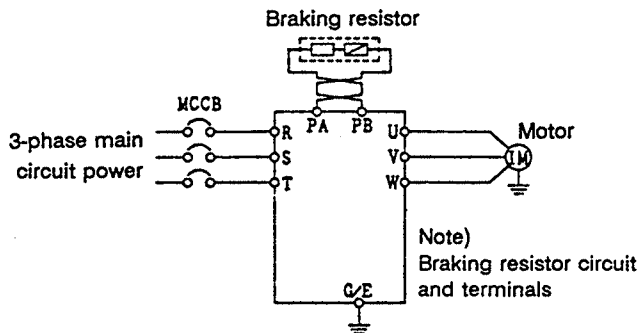 Braking resistor
MCCB
3-phase main
circuit power
R
S
T
PA PB
U
V
W
Motor
IM
G/E
Note)
Braking resistor circuit
and terminals